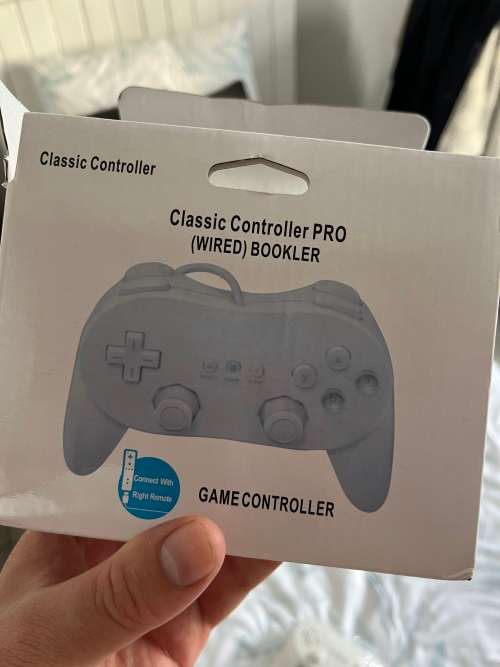 Classic Controller
Classic Controller PRO
(WIRED) BOOKLER
Connect With
Right Remote
GAME CONTROLLER